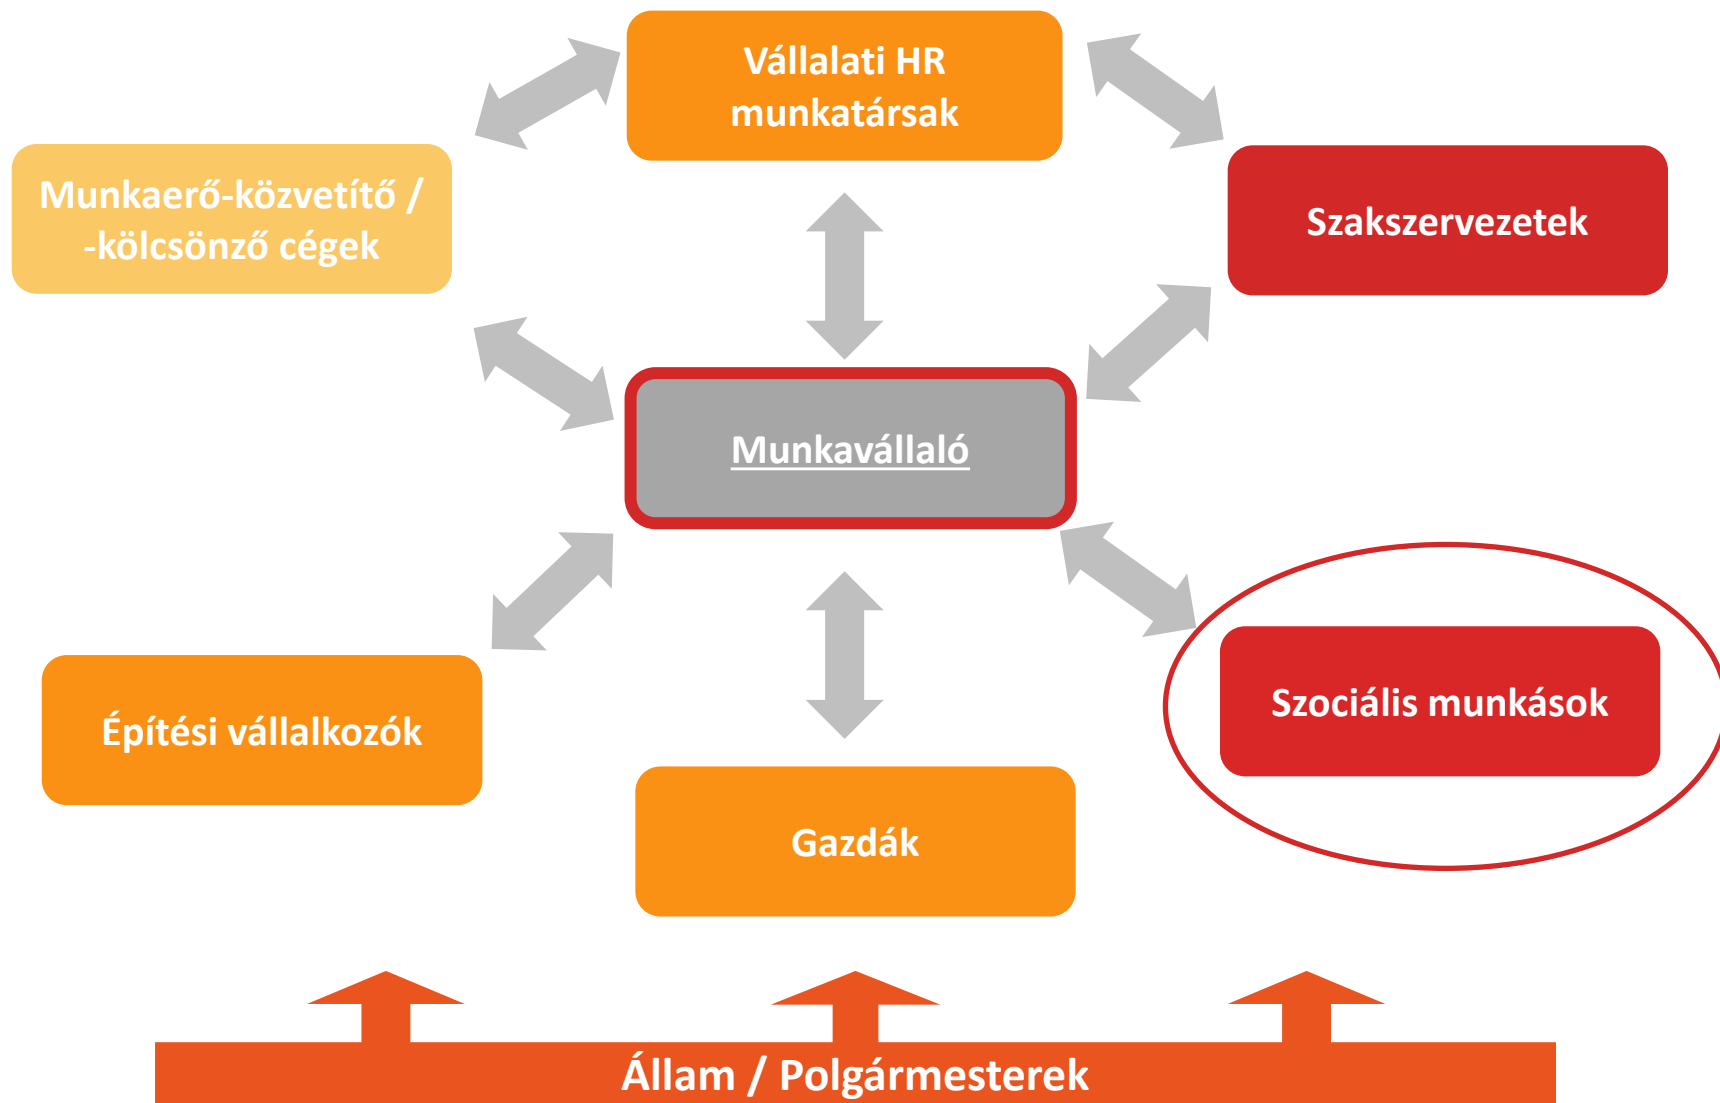 Vállalati HR
munkatársak
Munkaerő-közvetítő /
-kölcsönző cégek
Szakszervezetek
Munkavállaló
Szociális munkások
Építési vállalkozók
Gazdák
Állam / Polgármesterek